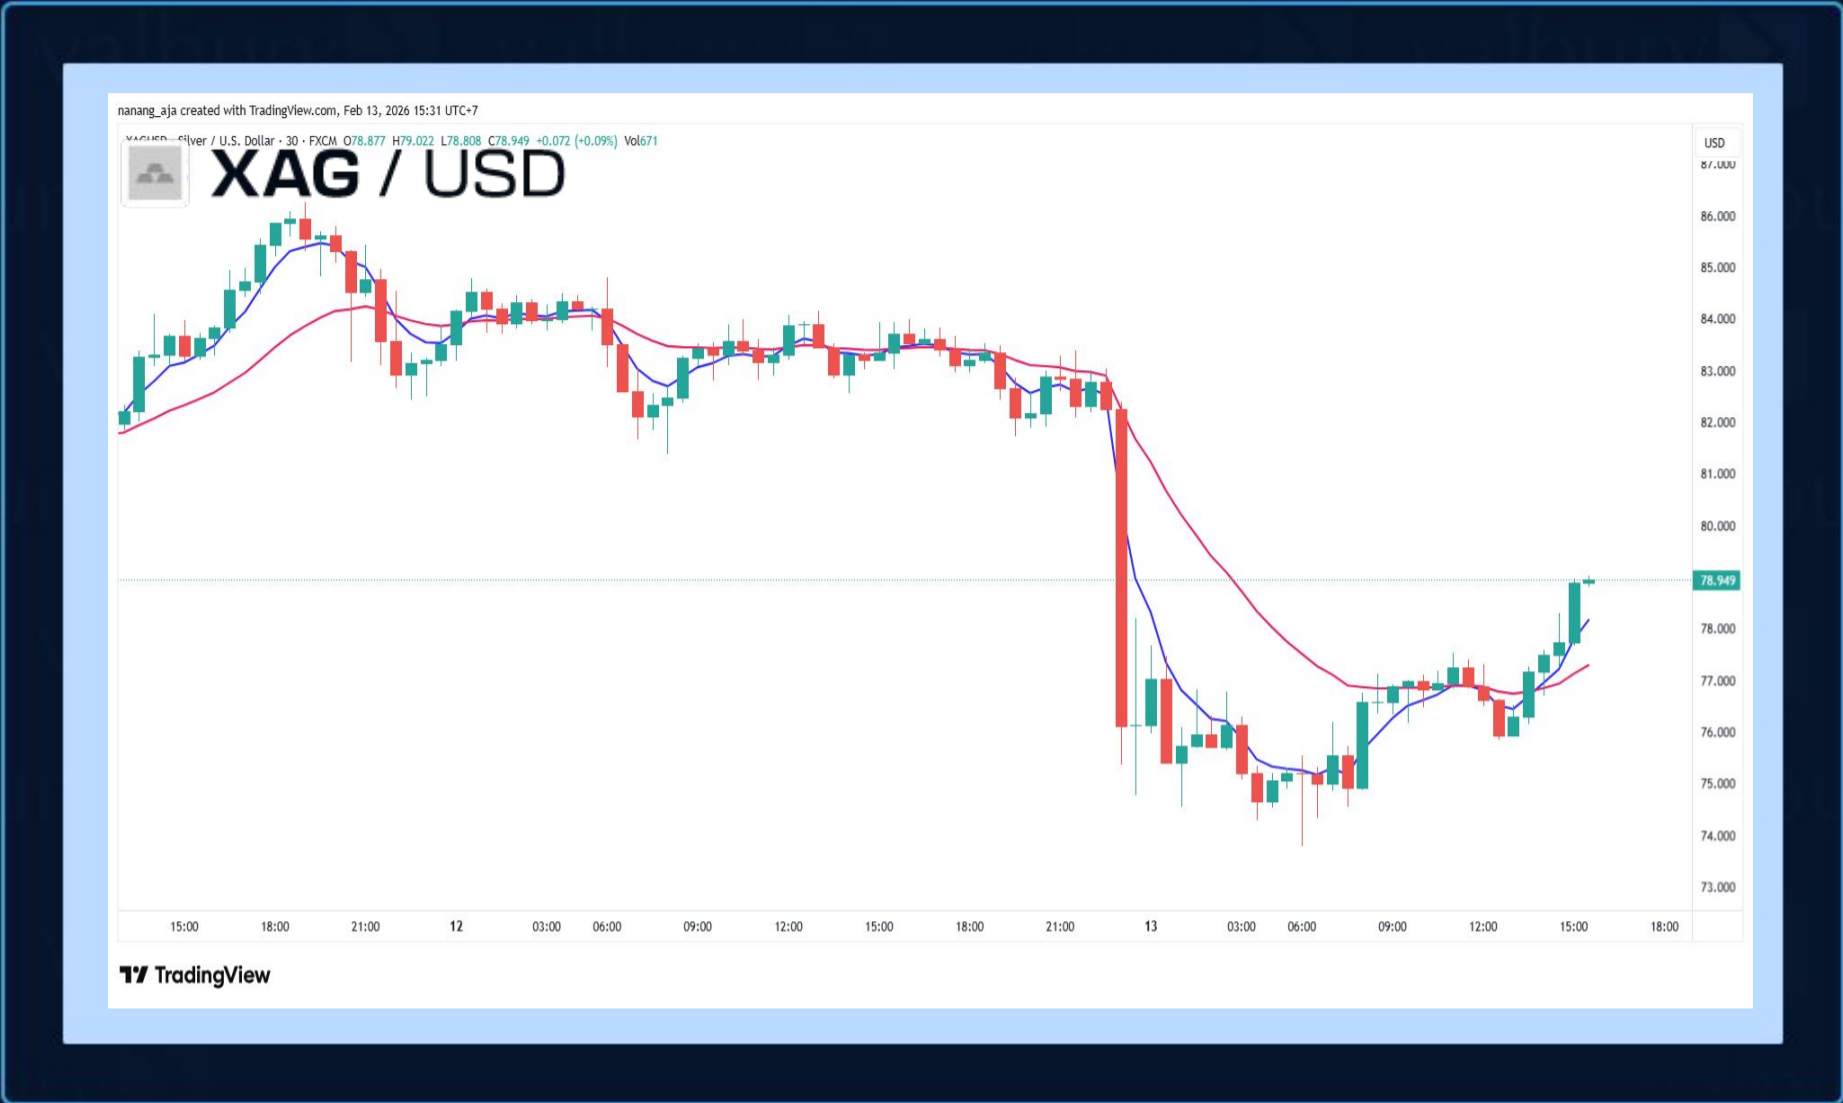 nanang_aja created with TradingView.com, Feb 13, 2026 15:31 UTC+7
Silver / U.S. Dollar · 30 · FXCM O78.877 H79.022 L78.808 C78.949 +0.072 (+0.09%) Vol671
XAG / USD
USD
87.000
86.000
85.000
84.000
83.000
82.000
81.000
80.000
78.949
78.000
77.000
76.000
75.000
74.000
73.000
15:00 18:00 21:00 12 03:00 06:00 09:00 12:00 15:00 18:00 21:00 13 03:00 06:00 09:00 12:00 15:00 18:00
TradingView